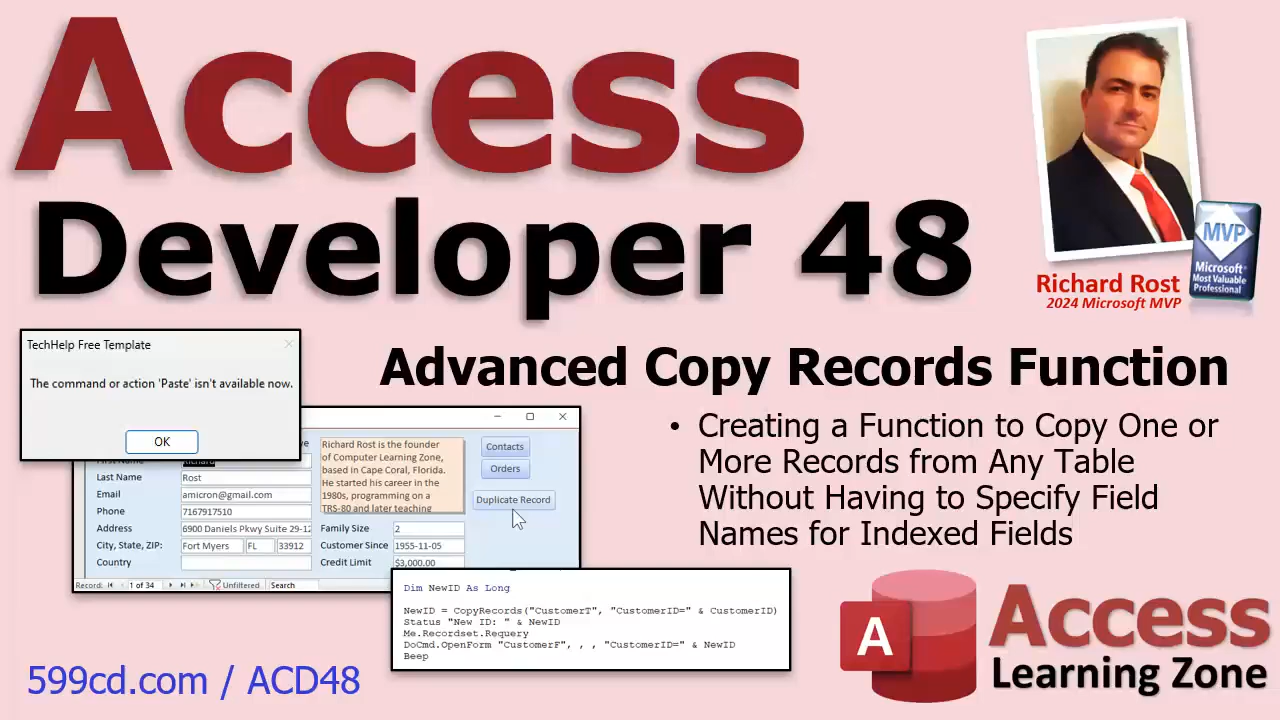 Access
Developer 48
MVP
Microsoft®
Most Valuable
Professional
Richard Rost
2024 Microsoft MVP
TechHelp Free Template
The command or action 'Paste' isn't available now.
OK
Advanced Copy Records Function
• Creating a Function to Copy One or
More Records from Any Table
Without Having to Specify Field
Names for Indexed Fields
Richard Rost is the founder
of Computer Learning Zone,
based in Cape Coral, Florida.
He started his career in the
1980s, programming on a
TRS-80 and later teaching
Contacts
Orders
Duplicate Record
First Name Richard
Last Name Rost
Email amicron@gmail.com
Phone 7167917510
Address 6900 Daniels Pkwy Suite 29-12
City, State, ZIP: Fort Myers FL 33912
Country
Family Size 2
Customer Since 1955-11-05
Credit Limit $3,000.00
Record: 1 of 34 Unfiltered Search
Dim NewID As Long
NewID = CopyRecords("CustomerT", "CustomerID=" & CustomerID)
Status "New ID: " & NewID
Me.Recordset.Requery
DoCmd.OpenForm "CustomerF", , , "CustomerID=" & NewID
Beep
599cd.com / ACD48
A
Access
Learning Zone